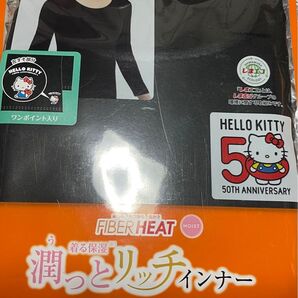 HELLO KITTY
ワンポイント入り
HELLO KITTY
50
50TH ANNIVERSARY
FIBER HEAT
MOIST
着る保湿
潤っとリッチインナー
う